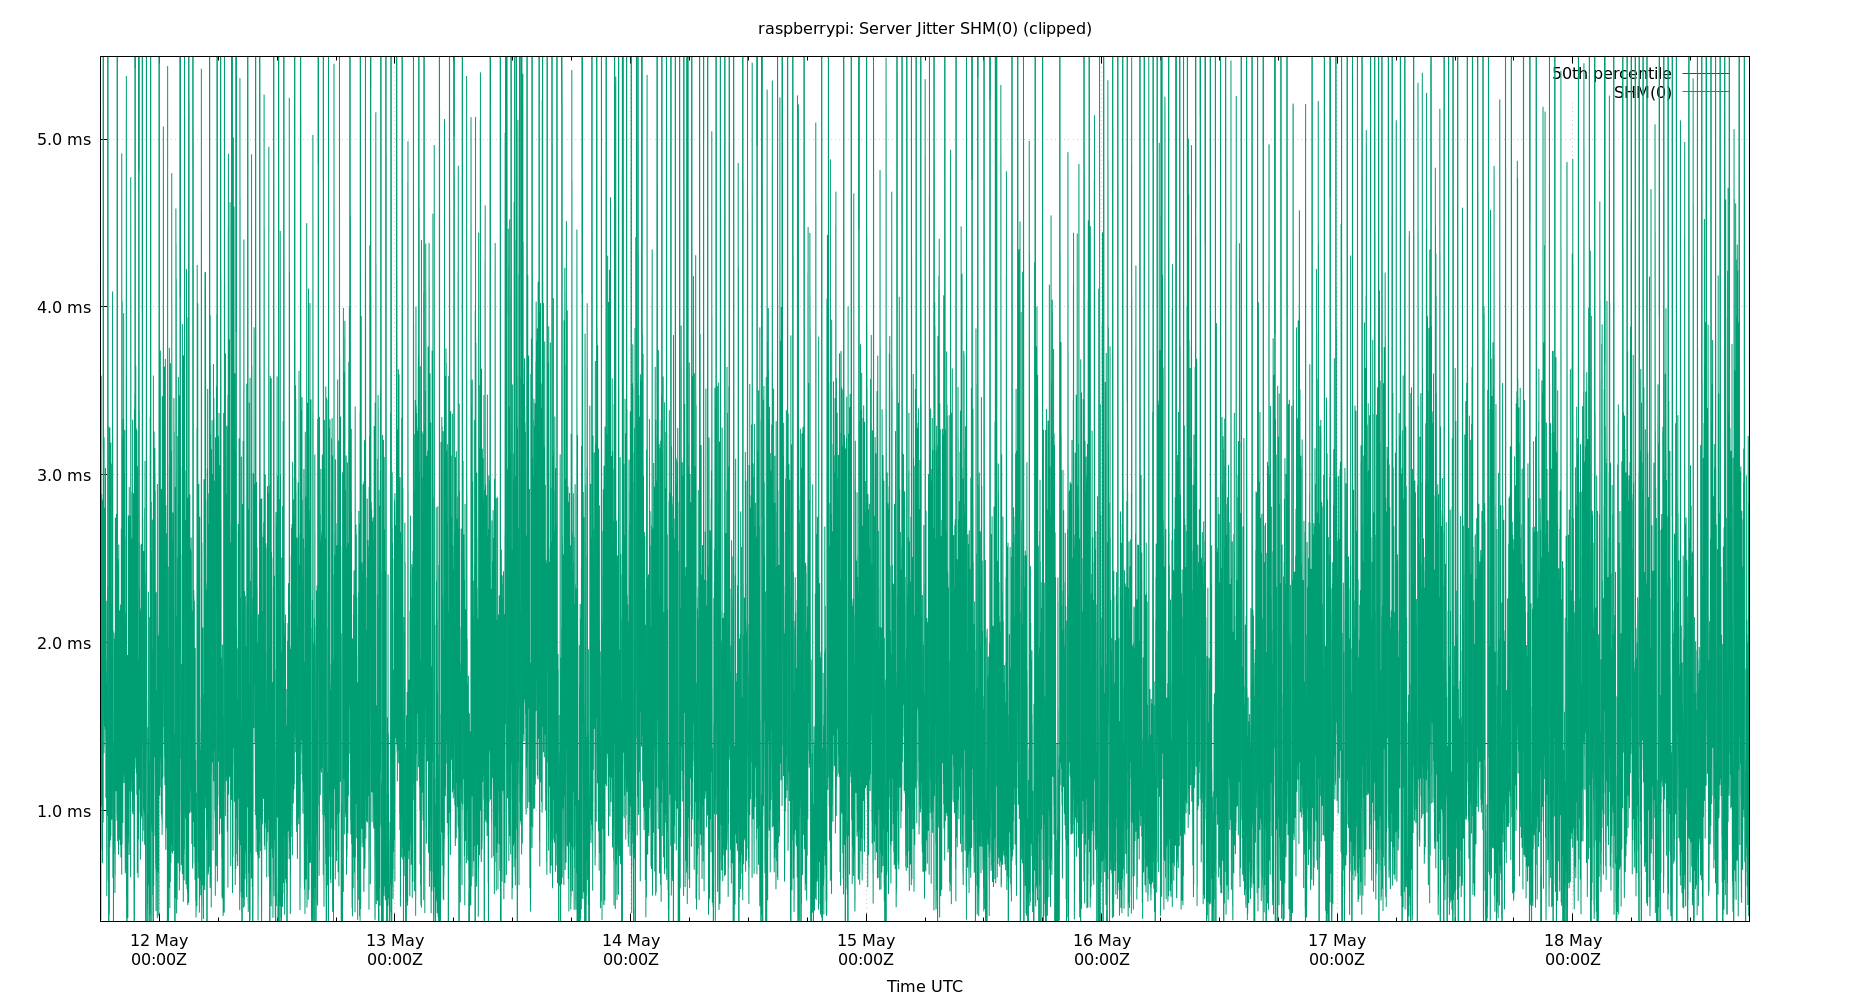 raspberrypi: Server Jitter SHM(0) (clipped)
50th percentile
SHM(0)
5.0 ms
4.0 ms
3.0 ms
2.0 ms
1.0 ms
12 May
00:00Z
13 May
00:00Z
14 May
00:00Z
15 May
00:00Z
16 May
00:00Z
17 May
00:00Z
18 May
00:00Z
Time UTC